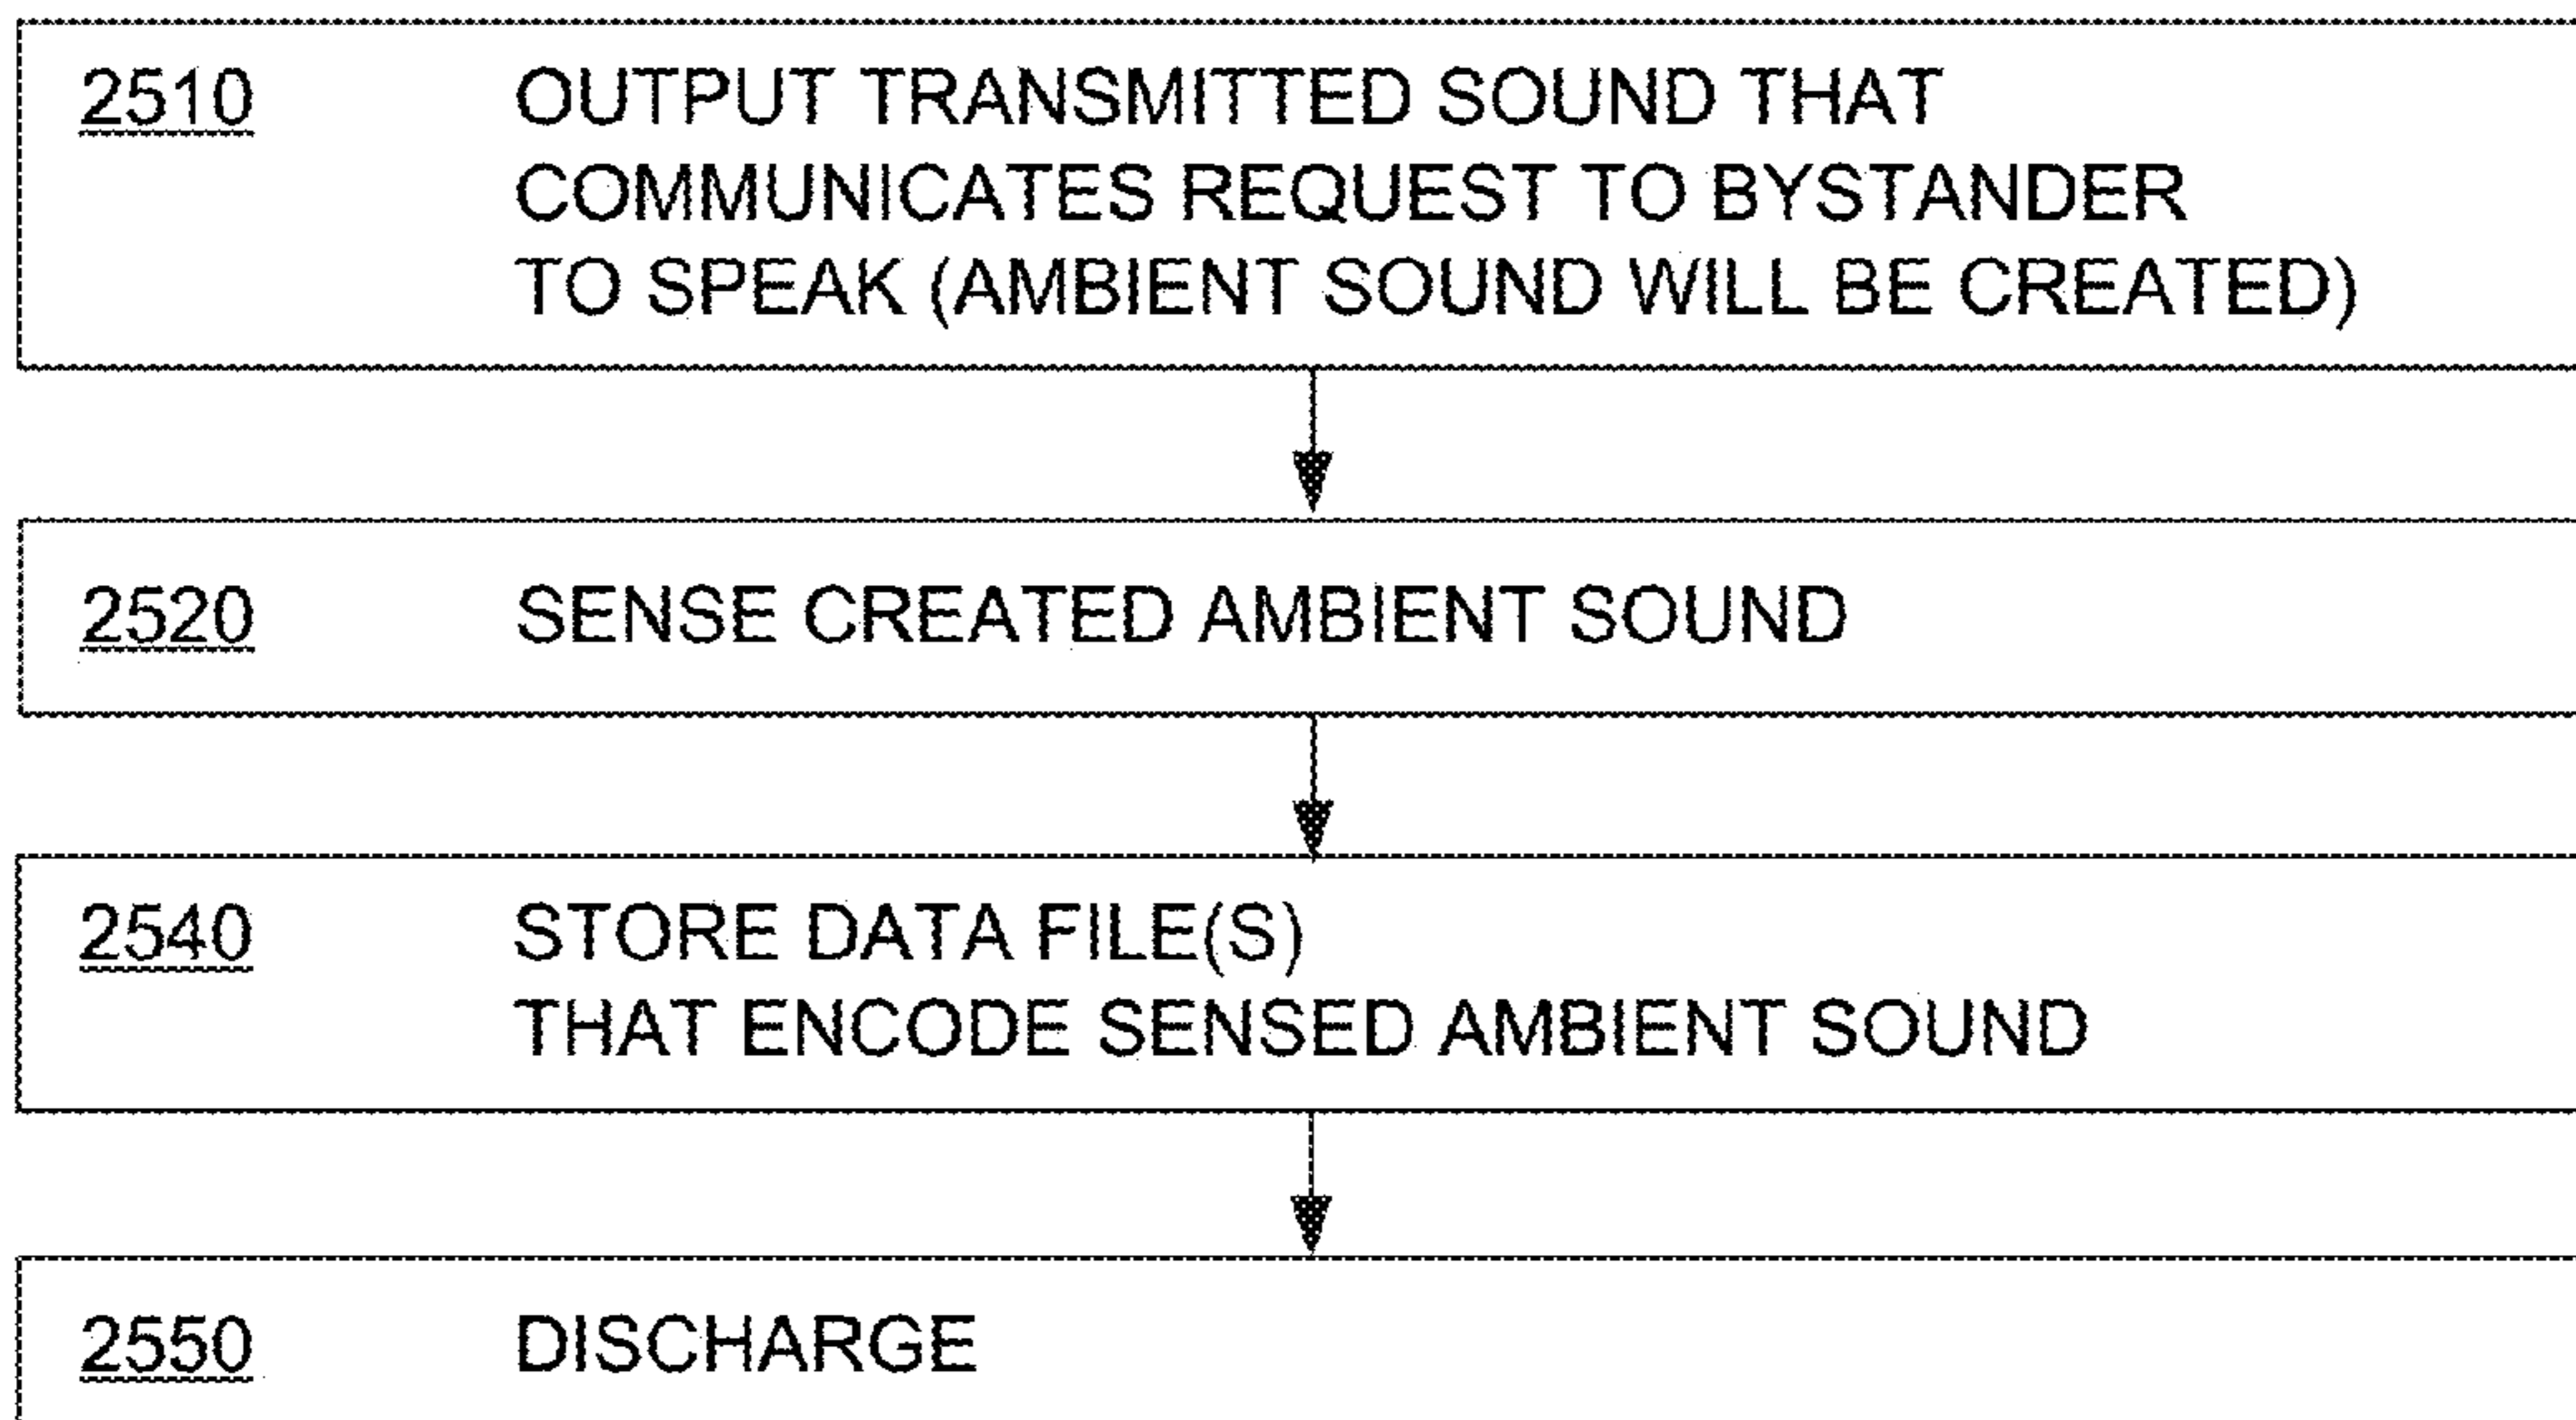 2510 OUTPUT TRANSMITTED SOUND THAT
COMMUNICATES REQUEST TO BYSTANDER
TO SPEAK (AMBIENT SOUND WILL BE CREATED)
2520 SENSE CREATED AMBIENT SOUND
2540 STORE DATA FILE(S)
THAT ENCODE SENSED AMBIENT SOUND
2550 DISCHARGE